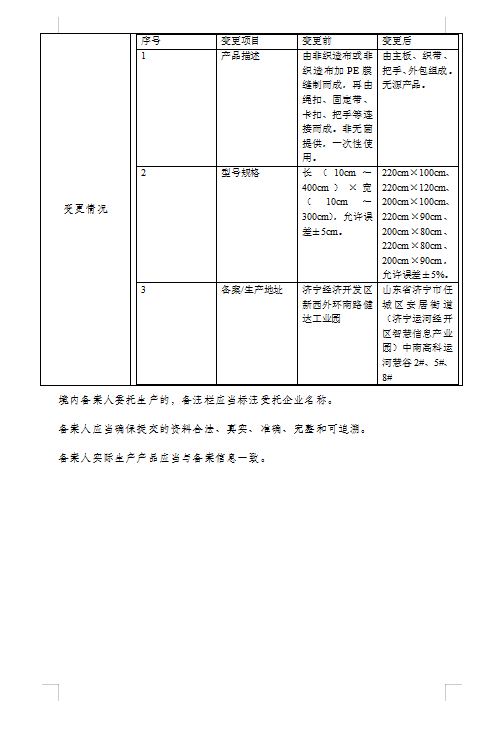 序号 变更项目 变更前 变更后
1 产品描述 由非织造布或非织造布加 PE 膜缝制而成，再由绳扣、固定带、卡扣、把手等连接而成。非无菌提供，一次性使用。 由主板、织带、把手、外包组成。无源产品。
变更情况
2 型号规格 长（10cm～400cm）×宽（10cm～300cm），允许误差±5cm。 220cm×100cm、220cm×120cm、200cm×100cm、220cm×90cm、200cm×80cm、220cm×80cm、200cm×90cm，允许误差±5%。
3 备案/生产地址 济宁经济开发区新西外环南路健达工业园 山东省济宁市任城区安居街道（济宁运河经开区智慧信息产业园）中南高科运河慧谷 2#、5#、8#
境内备案人委托生产的，备注栏应当标注受托企业名称。
备案人应当确保提交的资料合法、真实、准确、完整和可追溯。
备案人实际生产产品应当与备案信息一致。